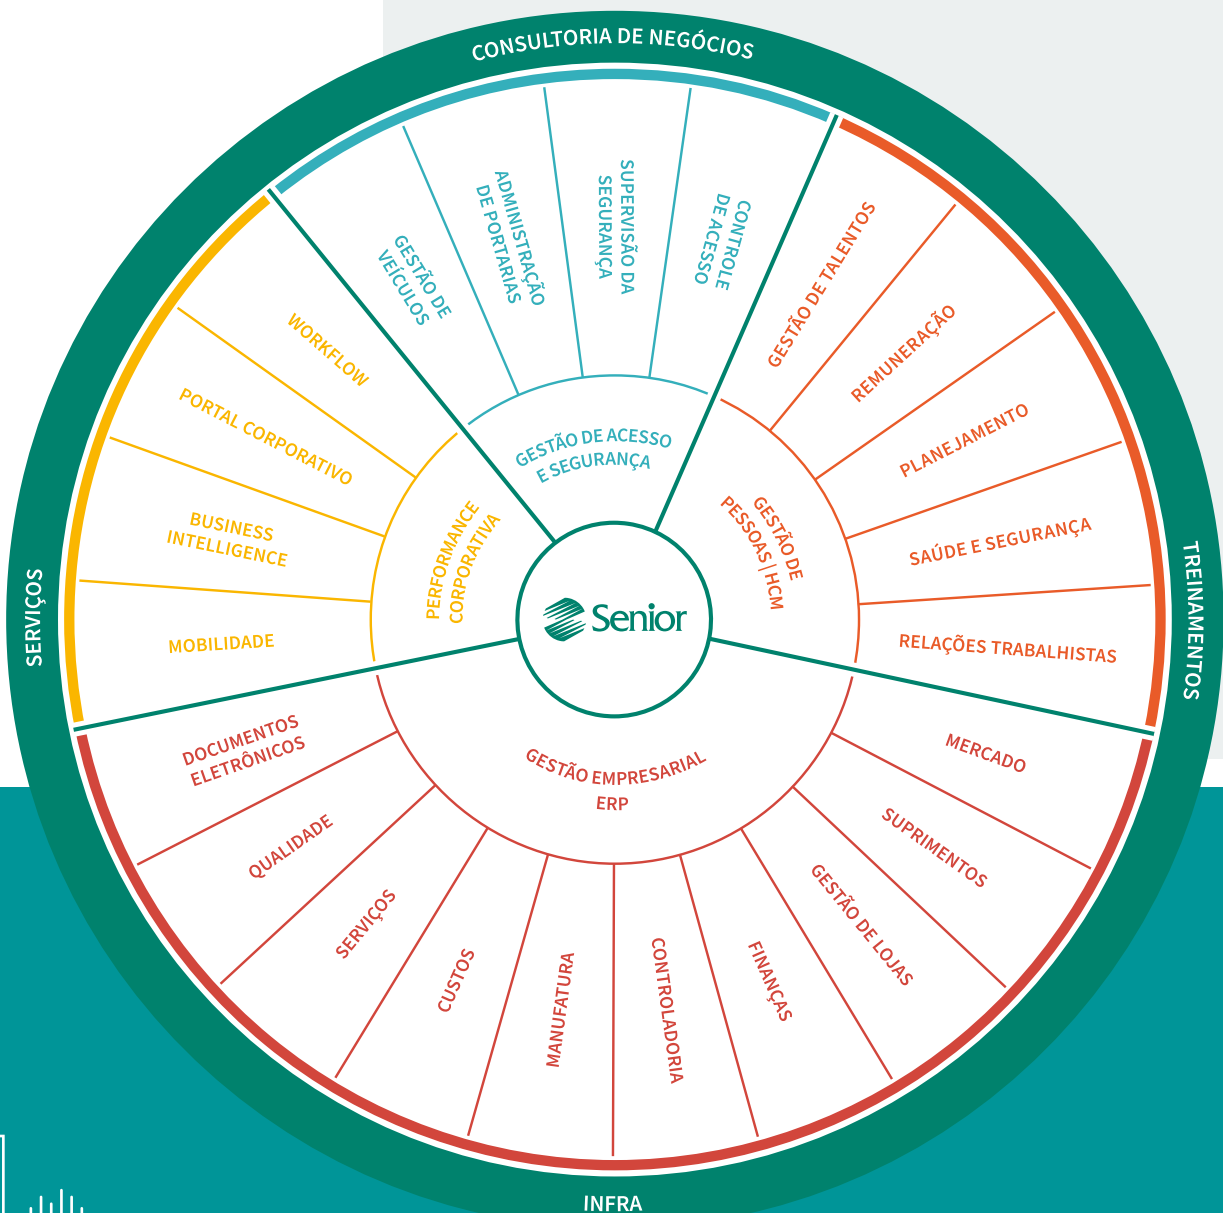 CONSULTORIA DE NEGÓCIOS
GESTÃO DE
VEÍCULOS
ADMINISTRAÇÃO
DE PORTARIAS
SUPERVISÃO DA
SEGURANÇA
CONTROLE
DE ACESSO
GESTÃO DE ACESSO
E SEGURANÇA
GESTÃO DE TALENTOS
REMUNERAÇÃO
PLANEJAMENTO
SAÚDE E SEGURANÇA
RELAÇÕES TRABALHISTAS
GESTÃO DE
PESSOAS | HCM
TREINAMENTOS
WORKFLOW
PORTAL CORPORATIVO
BUSINESS
INTELLIGENCE
MOBILIDADE
PERFORMANCE
CORPORATIVA
SERVIÇOS
Senior
GESTÃO EMPRESARIAL
ERP
DOCUMENTOS
ELETRÔNICOS
QUALIDADE
SERVIÇOS
CUSTOS
MANUFATURA
CONTROLADORIA
FINANÇAS
GESTÃO DE LOJAS
SUPRIMENTOS
MERCADO
INFRA